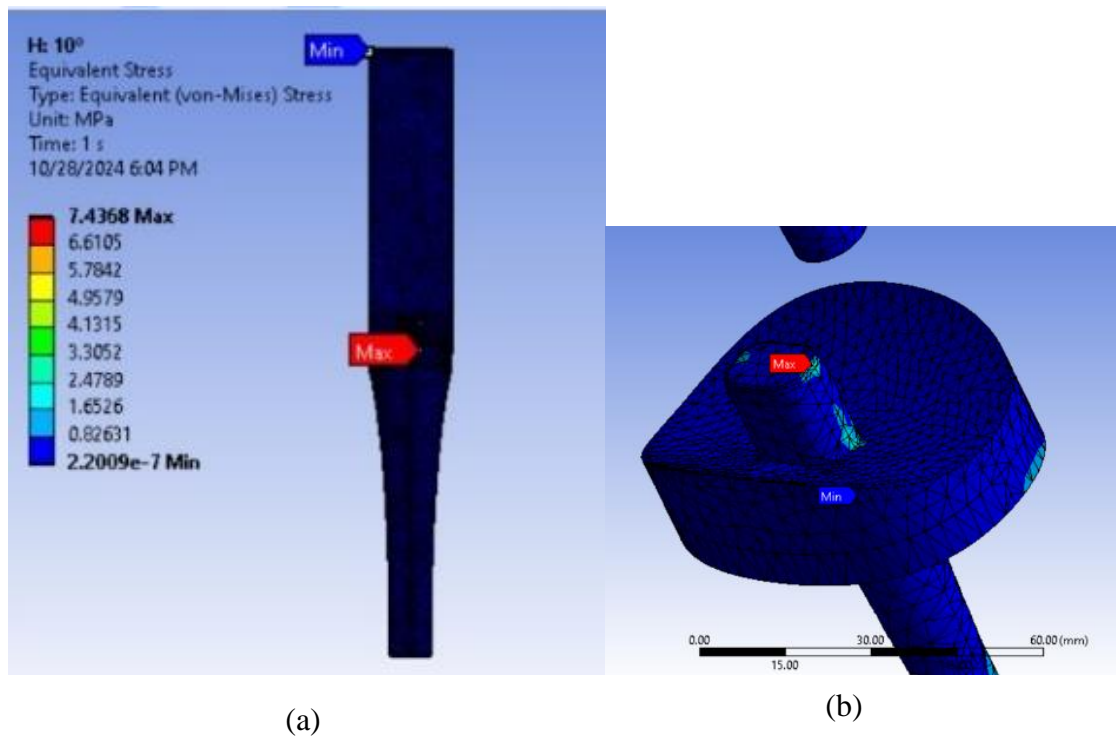 H: 10°
Equivalent Stress
Type: Equivalent (von-Mises) Stress
Unit: MPa
Time: 1 s
10/28/2024 6:04 PM
7.4368 Max
6.6105
5.7842
4.9579
4.1315
3.3052
2.4789
1.6526
0.82631
2.2009e-7 Min
Min
Max
(a)
Max
Min
0.00 30.00 60.00 (mm)
15.00
(b)